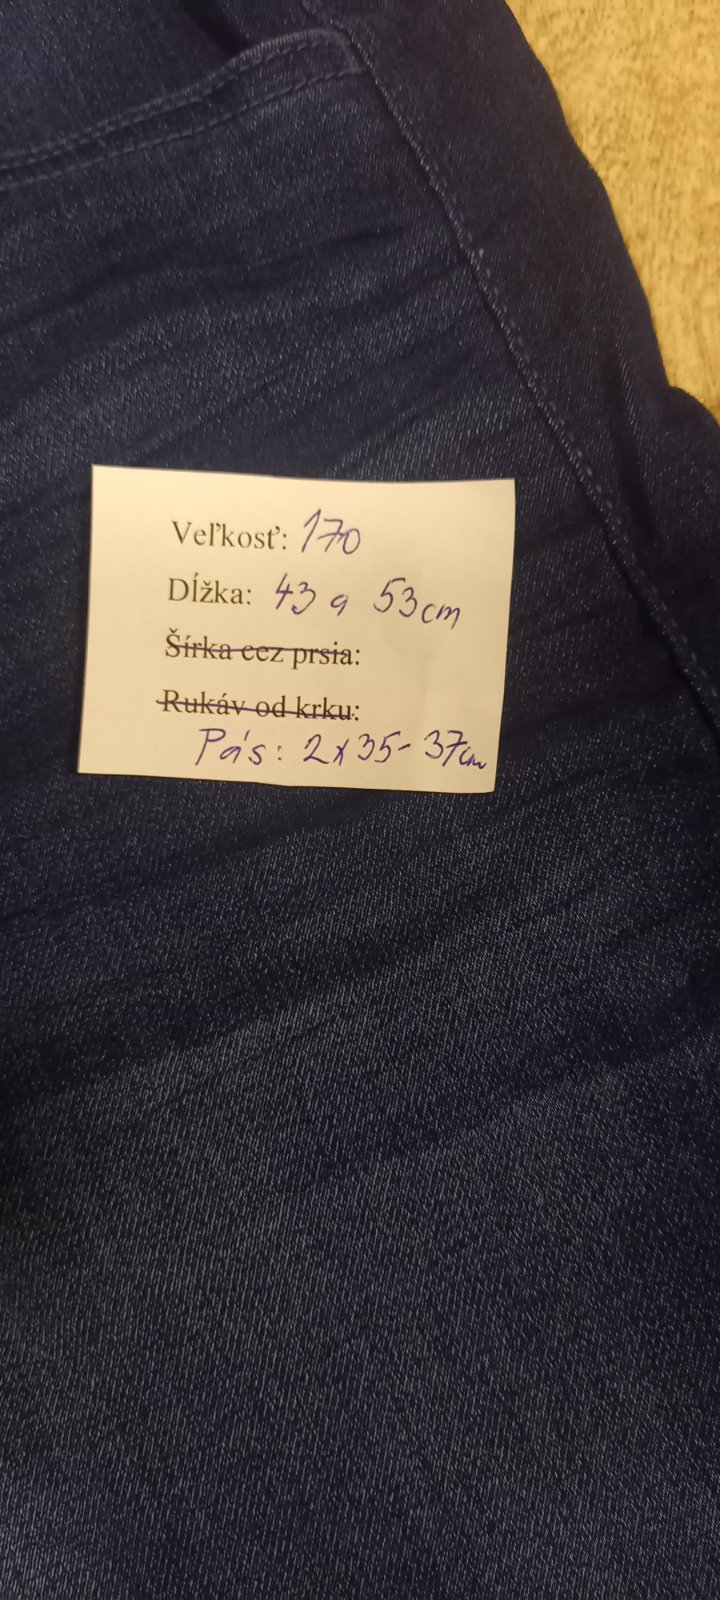 Veľkosť: 170
Dĺžka: 43 a 53cm
Šírka cez prsia:
Rukáv od krku:
Pás: 2x35-37cm